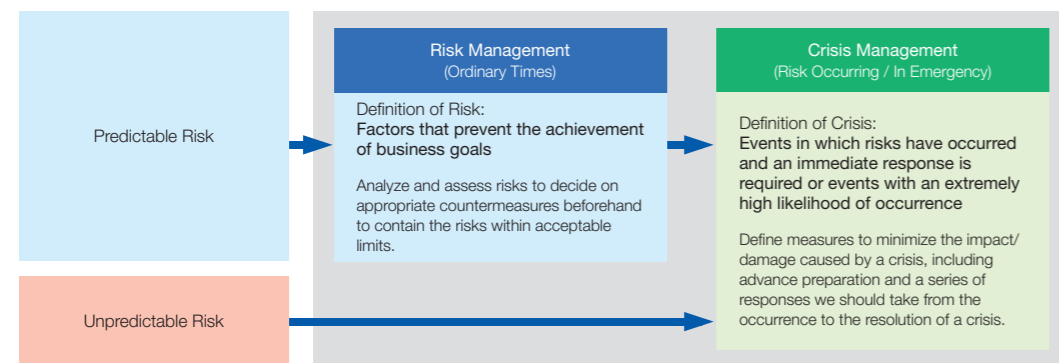 Predictable Risk
Risk Management
(Ordinary Times)
Definition of Risk:
Factors that prevent the achievement
of business goals
Analyze and assess risks to decide on
appropriate countermeasures beforehand
to contain the risks within acceptable
limits.
Crisis Management
(Risk Occurring / In Emergency)
Definition of Crisis:
Events in which risks have occurred
and an immediate response is
required or events with an extremely
high likelihood of occurrence
Define measures to minimize the impact/
damage caused by a crisis, including
advance preparation and a series of
responses we should take from the
occurrence to the resolution of a crisis.
Unpredictable Risk